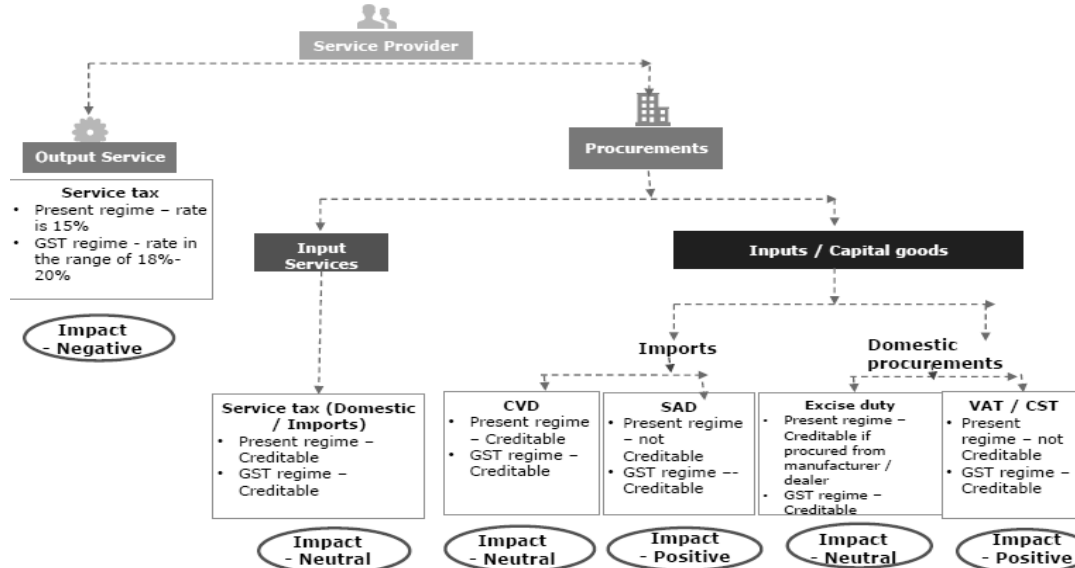 Service Provider
Output Service
Procurements
Service tax
• Present regime – rate
is 15%
• GST regime - rate in
the range of 18%-
20%
Impact
- Negative
Input
Services
Inputs / Capital goods
Imports
Domestic
procurements
Service tax (Domestic
/ Imports)
• Present regime –
Creditable
• GST regime –
Creditable
CVD
• Present regime
– Creditable
• GST regime –
Creditable
SAD
• Present regime
– not
Creditable
• GST regime –-
Creditable
Excise duty
• Present regime –
Creditable if
procured from
manufacturer /
dealer
• GST regime –
Creditable
VAT / CST
• Present
regime – not
Creditable
• GST regime –
Creditable
Impact
- Neutral
Impact
- Neutral
Impact
- Positive
Impact
- Neutral
Impact
- Positive